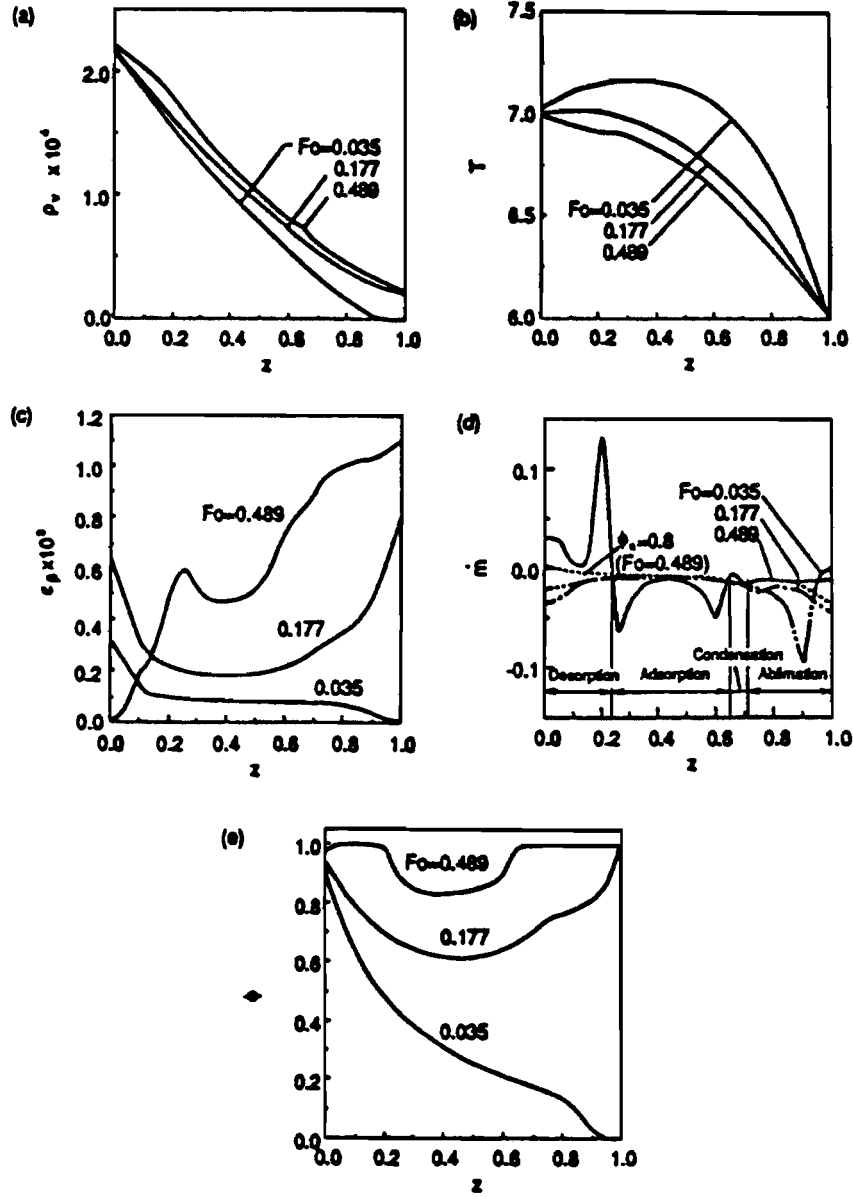 (a)
2.0
1.0
0.0
ρv x 10⁴
Fo=0.035
0.177
0.489
0.0 0.2 0.4 0.6 0.8 1.0
z
(b)
7.5
7.0
6.5
6.0
T
Fo=0.035
0.177
0.489
0.0 0.2 0.4 0.6 0.8 1.0
z
(c)
1.2
1.0
0.8
0.6
0.4
0.2
0.0
Fo=0.489
0.177
0.035
0.0 0.2 0.4 0.6 0.8 1.0
z
(d)
0.1
0.0
-0.1
ṁ
Fo=0.035
0.177
0.489
=0.8
(Fo=0.489)
Condensation
Desorption
Adsorption
Ablimation
0.0 0.2 0.4 0.6 0.8 1.0
z
(e)
1.0
0.8
0.6
0.4
0.2
0.0
ϕ
Fo=0.489
0.177
0.035
0.0 0.2 0.4 0.6 0.8 1.0
z